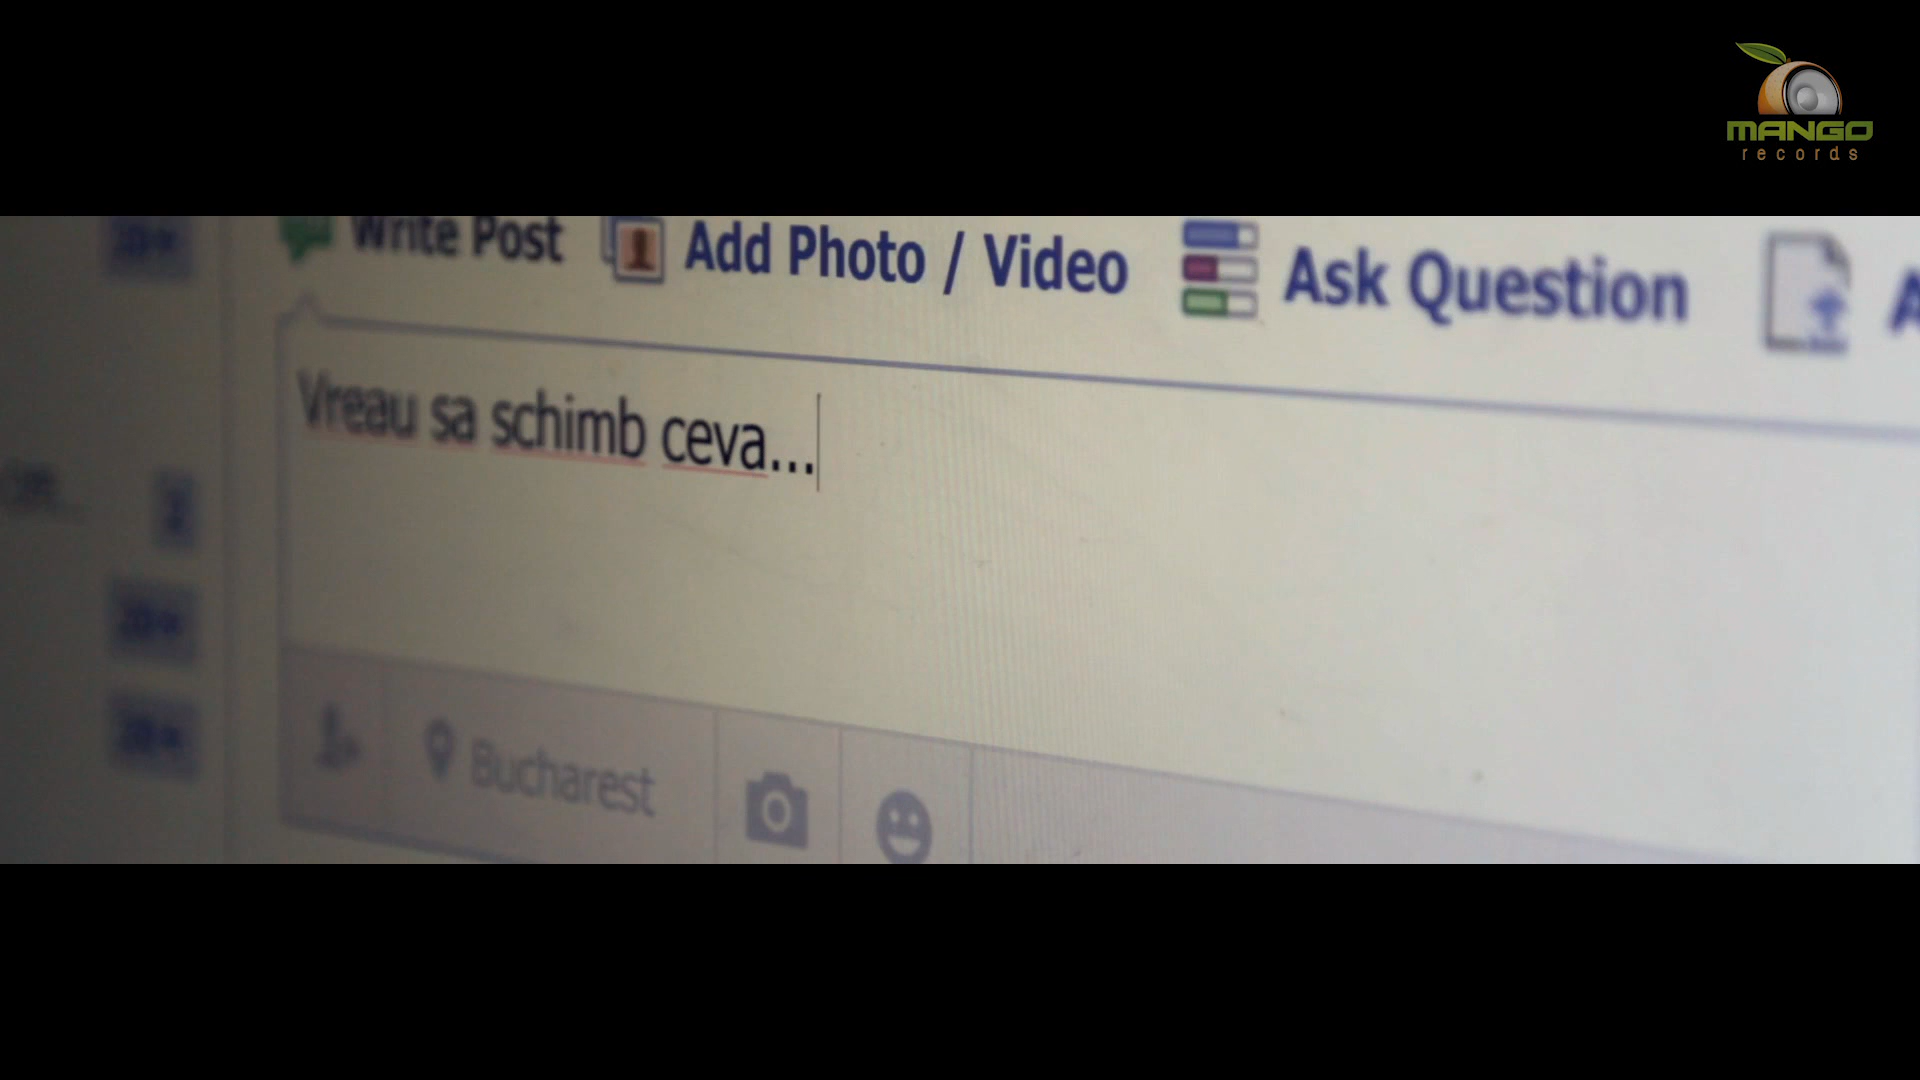 MANGO
records
Write Post
Add Photo / Video
Ask Question
Vreau sa schimb ceva...
Bucharest